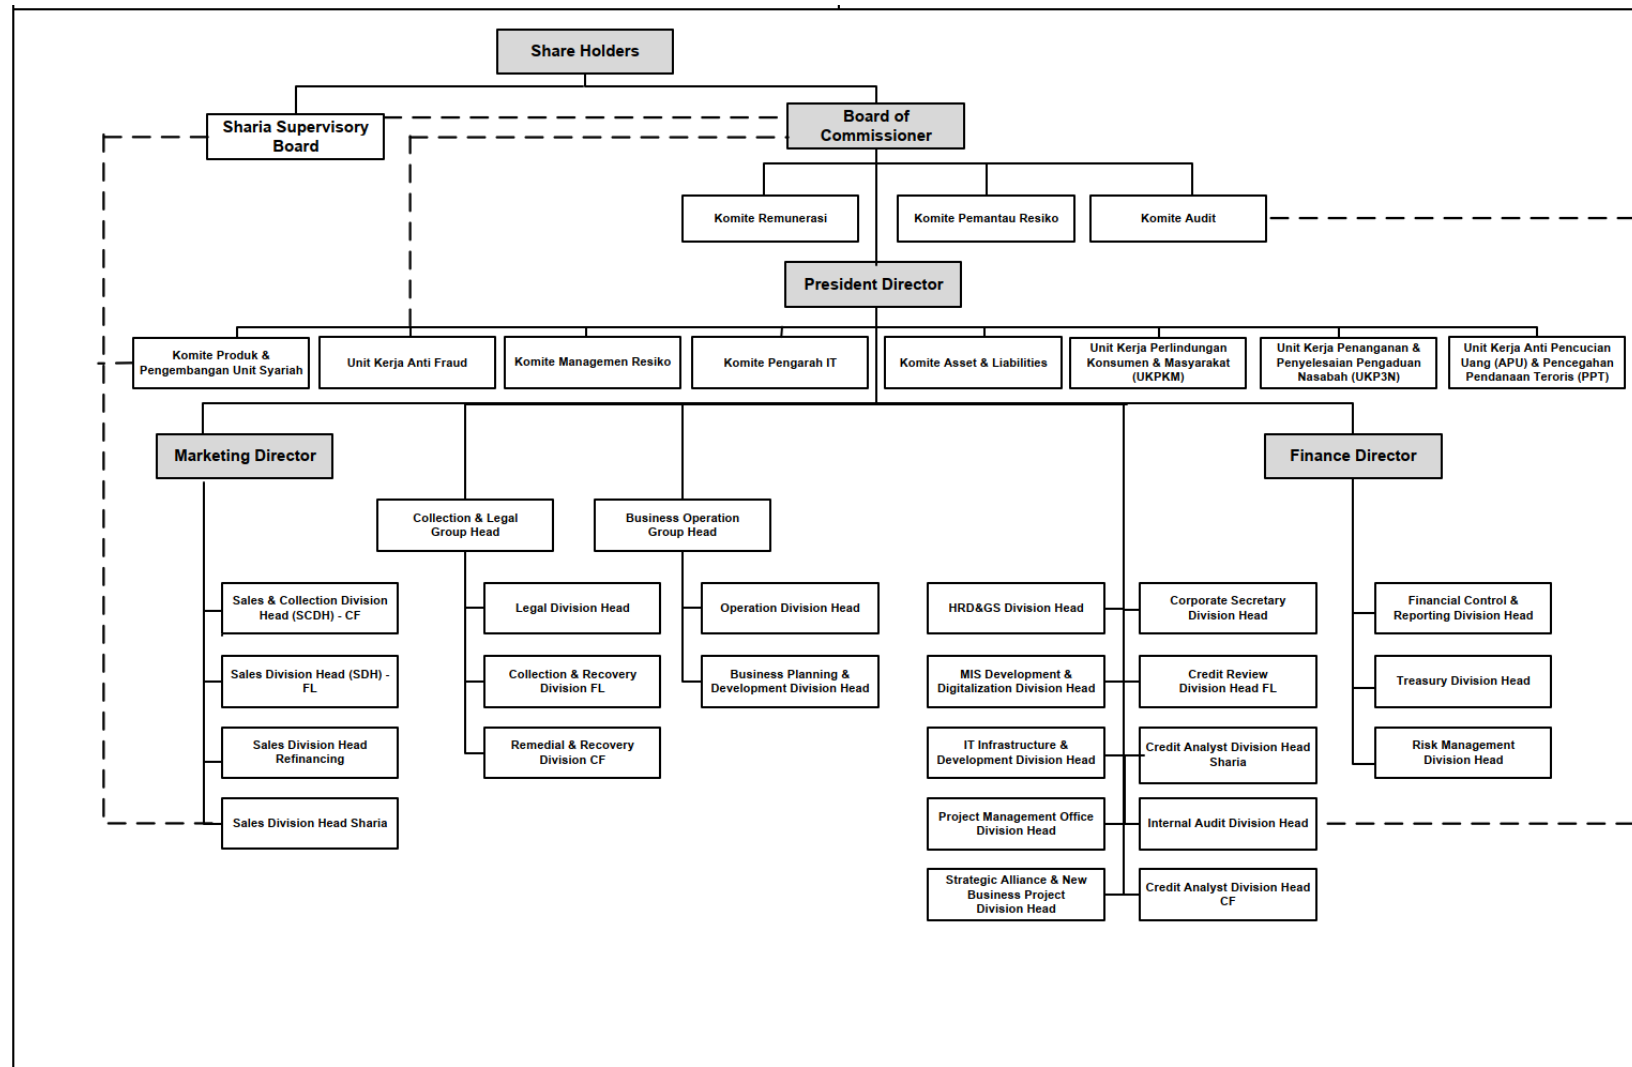 Share Holders
Sharia Supervisory
Board
Board of
Commissioner
Komite Remunerasi
Komite Pemantau Resiko
Komite Audit
President Director
Komite Produk &
Pengembangan Unit Syariah
Unit Kerja Anti Fraud
Komite Managemen Resiko
Komite Pengarah IT
Komite Asset & Liabilities
Unit Kerja Perlindungan
Konsumen & Masyarakat
(UKPKM)
Unit Kerja Penanganan &
Penyelesaian Pengaduan
Nasabah (UKP3N)
Unit Kerja Anti Pencucian
Uang (APU) & Pencegahan
Pendanaan Teroris (PPT)
Marketing Director
Finance Director
Collection & Legal
Group Head
Business Operation
Group Head
Sales & Collection Division
Head (SCDH) - CF
Legal Division Head
Operation Division Head
HRD&GS Division Head
Corporate Secretary
Division Head
Financial Control &
Reporting Division Head
Sales Division Head (SDH) -
FL
Collection & Recovery
Division FL
Business Planning &
Development Division Head
MIS Development &
Digitalization Division Head
Credit Review
Division Head FL
Treasury Division Head
Sales Division Head
Refinancing
Remedial & Recovery
Division CF
IT Infrastructure &
Development Division Head
Credit Analyst Division Head
Sharia
Risk Management
Division Head
Sales Division Head Sharia
Project Management Office
Division Head
Internal Audit Division Head
Strategic Alliance & New
Business Project
Division Head
Credit Analyst Division Head
CF